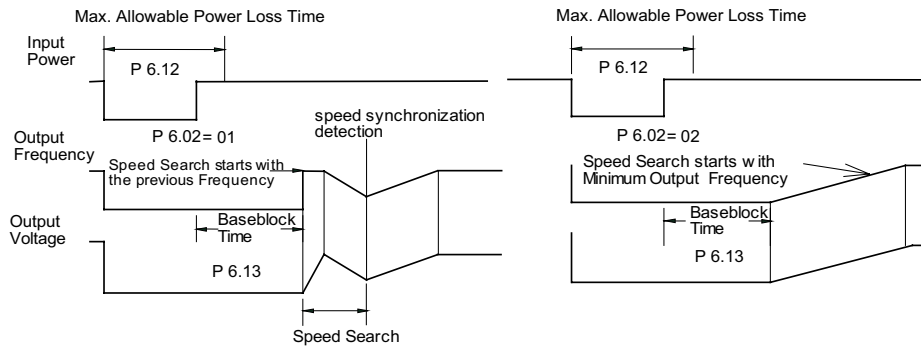 Max. Allowable Power Loss Time
Input
Power
P 6.12
P 6.02= 01
speed synchronization
detection
Output
Frequency
Speed Search starts with
the previous Frequency
Output
Voltage
Baseblock
Time
P 6.13
Speed Search
Max. Allowable Power Loss Time
P 6.12
P 6.02= 02
Speed Search starts with
Minimum Output Frequency
Baseblock
Time
P 6.13